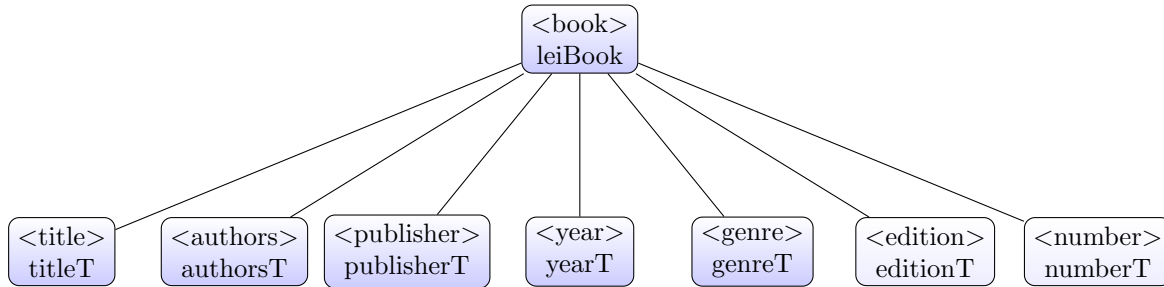 <book>
leiBook
<title>
titleT
<authors>
authorsT
<publisher>
publisherT
<year>
yearT
<genre>
genreT
<edition>
editionT
<number>
numberT